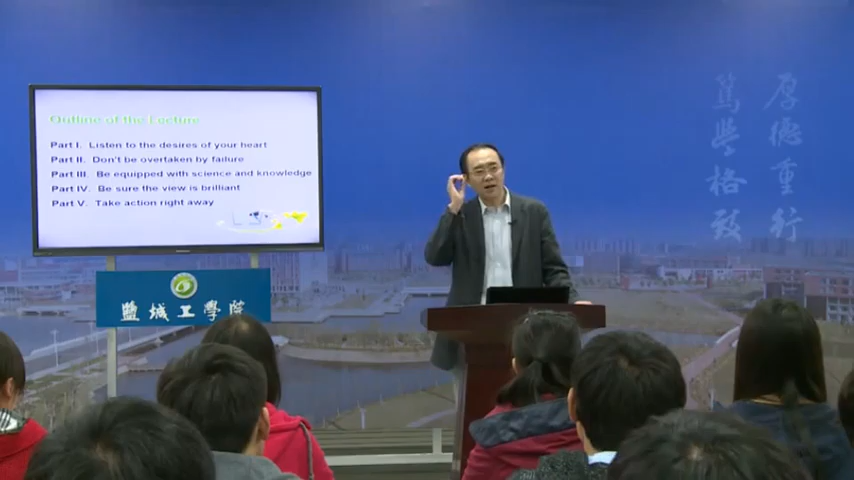 Outline of the Lecture
Part I. Listen to the desires of your heart
Part II. Don't be overtaken by failure
Part III. Be equipped with science and knowledge
Part IV. Be sure the view is brilliant
Part V. Take action right away
盐城工学院
厚德重行
笃学格致